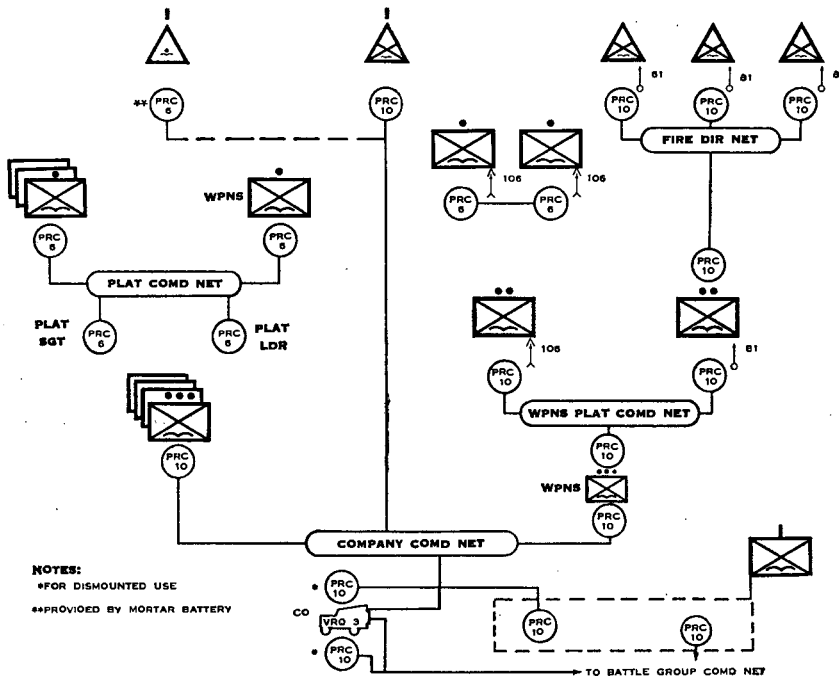 PRC 6
**
PRC 10
PRC 10
61
PRC 10
81
PRC 10
8
FIRE DIR NET
106
106
PRC 6
PRC 6
WPNS
PRC 6
PRC 6
PLAT COMD NET
PLAT SGT
PRC 6
PRC 6
PLAT LDR
PRC 10
106
81
PRC 10
PRC 10
WPNS PLAT COMD NET
PRC 10
PRC 10
WPNS
PRC 10
COMPANY COMD NET
NOTES:
*FOR DISMOUNTED USE
**PROVIDED BY MORTAR BATTERY
* PRC 10
CO
VRQ 3
* PRC 10
PRC 10
PRC 10
TO BATTLE GROUP COMD NET